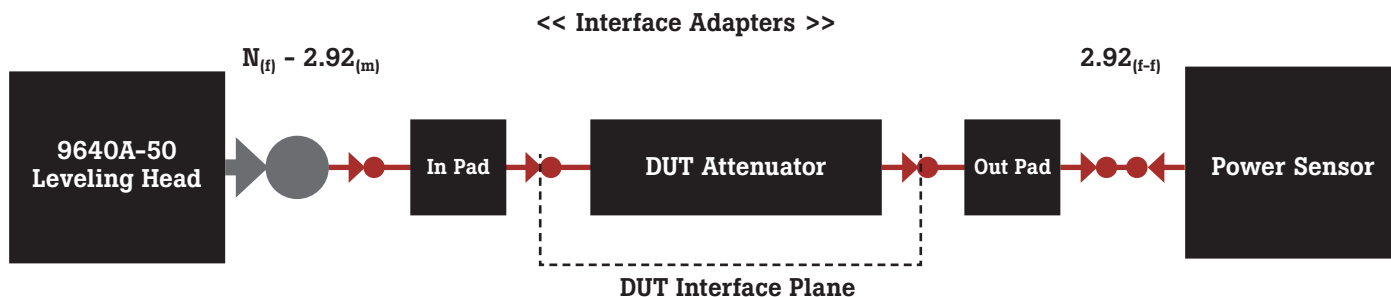 << Interface Adapters >>
N(f) - 2.92(m)
2.92(f-f)
9640A-50
Leveling Head
In Pad
DUT Attenuator
Out Pad
Power Sensor
DUT Interface Plane